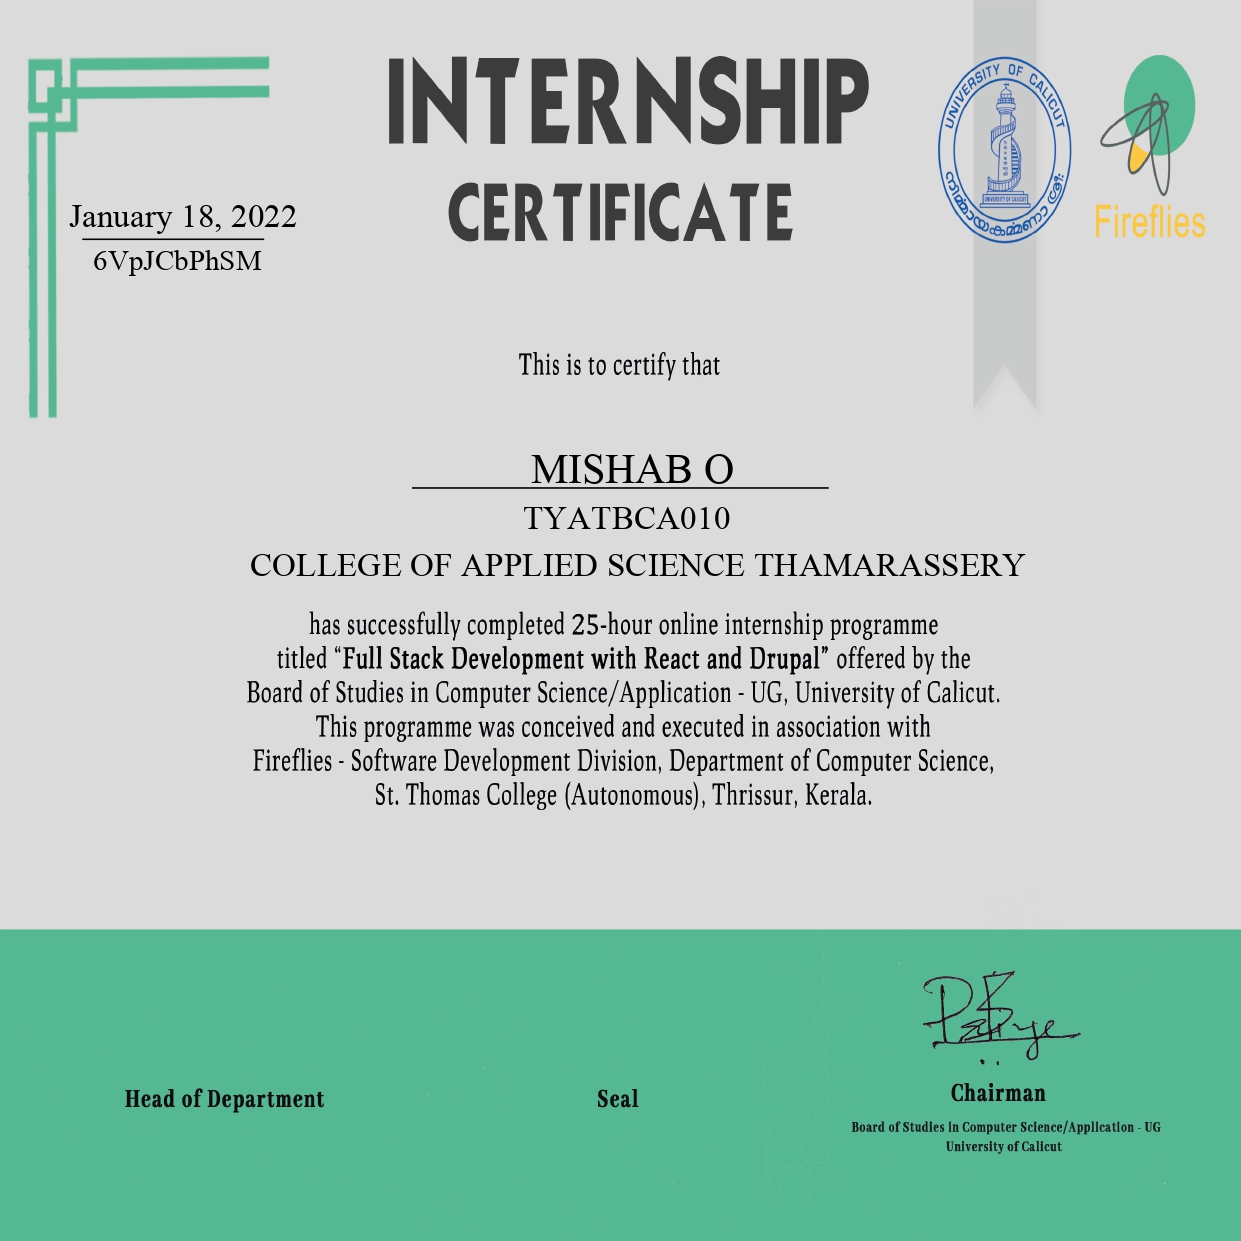 INTERNSHIP
CERTIFICATE
UNIVERSITY OF CALICUT
UNIVERSITY OF CALICUT
നിർമ്മായകർമ്മണാ ശ്രീഃ
Fireflies
January 18, 2022
6VpJCbPhSM
This is to certify that
MISHAB O
TYATBCA010
COLLEGE OF APPLIED SCIENCE THAMARASSERY
has successfully completed 25-hour online internship programme
titled “Full Stack Development with React and Drupal” offered by the
Board of Studies in Computer Science/Application - UG, University of Calicut.
This programme was conceived and executed in association with
Fireflies - Software Development Division, Department of Computer Science,
St. Thomas College (Autonomous), Thrissur, Kerala.
Head of Department
Seal
Chairman
Board of Studies in Computer Science/Application - UG
University of Calicut